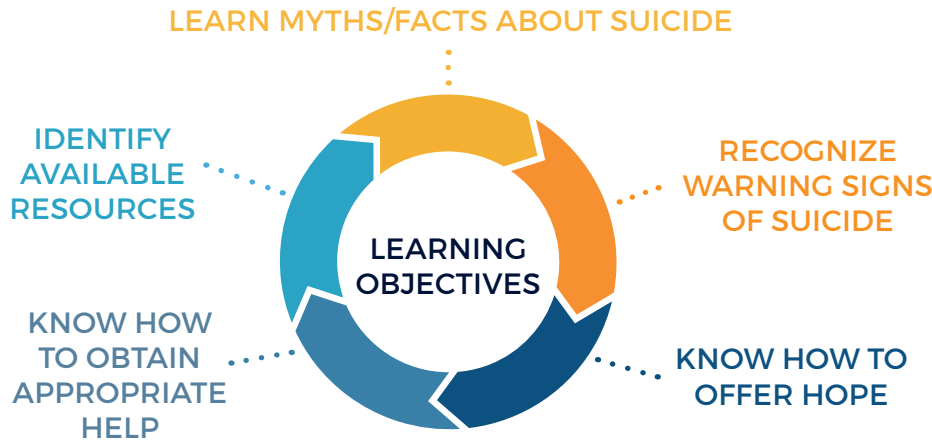 LEARN MYTHS/FACTS ABOUT SUICIDE
RECOGNIZE
WARNING SIGNS
OF SUICIDE
KNOW HOW TO
OFFER HOPE
KNOW HOW
TO OBTAIN
APPROPRIATE
HELP
IDENTIFY
AVAILABLE
RESOURCES
LEARNING
OBJECTIVES